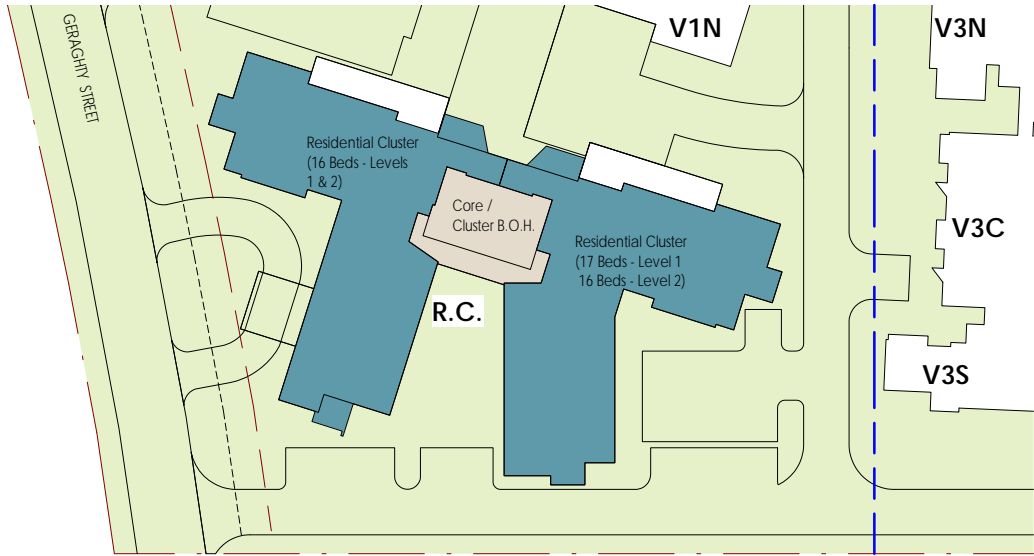 GERAGHTY STREET
V1N
V3N
Residential Cluster
(16 Beds - Levels
1 & 2)
Core /
Cluster B.O.H.
V3C
Residential Cluster
(17 Beds - Level 1
16 Beds - Level 2)
R.C.
V3S